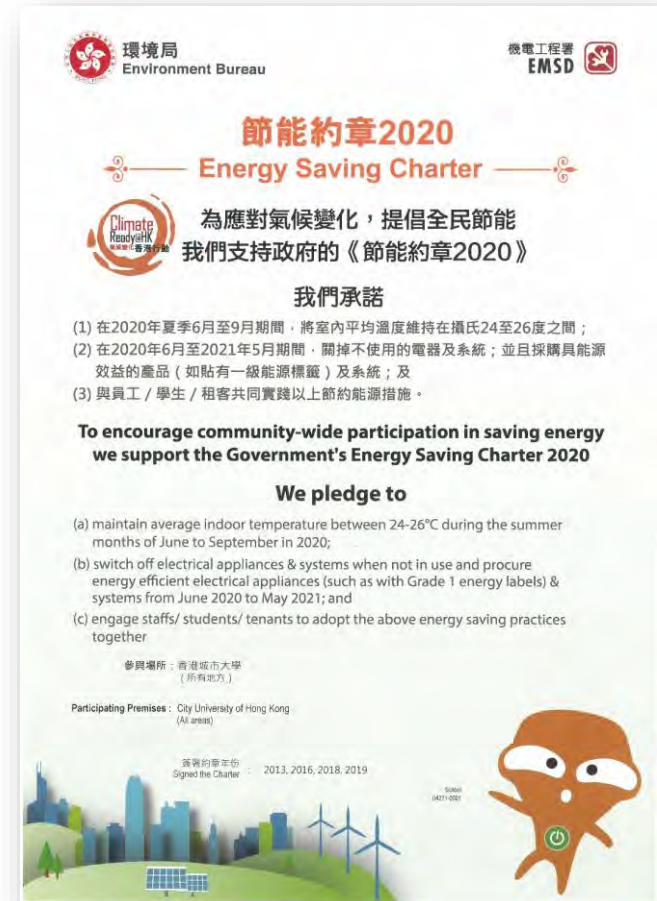 環境局
Environment Bureau
機電工程署
EMSD
節能約章2020
Energy Saving Charter
Climate
Ready@HK
氣候變化香港行動
為應對氣候變化，提倡全民節能
我們支持政府的《節能約章2020》
我們承諾
(1) 在2020年夏季6月至9月期間，將室內平均溫度維持在攝氏24至26度之間；
(2) 在2020年6月至2021年5月期間，關掉不使用的電器及系統；並且採購具能源
效益的產品（如貼有一級能源標籤）及系統；及
(3) 與員工 / 學生 / 租客共同實踐以上節約能源措施。
To encourage community-wide participation in saving energy
we support the Government's Energy Saving Charter 2020
We pledge to
(a) maintain average indoor temperature between 24-26°C during the summer
months of June to September in 2020;
(b) switch off electrical appliances & systems when not in use and procure
energy efficient electrical appliances (such as with Grade 1 energy labels) &
systems from June 2020 to May 2021; and
(c) engage staffs/ students/ tenants to adopt the above energy saving practices
together
參與場所：香港城市大學
（所有地方）
Participating Premises : City University of Hong Kong
(All areas)
簽署約章年份
Signed the Charter : 2013, 2016, 2018, 2019